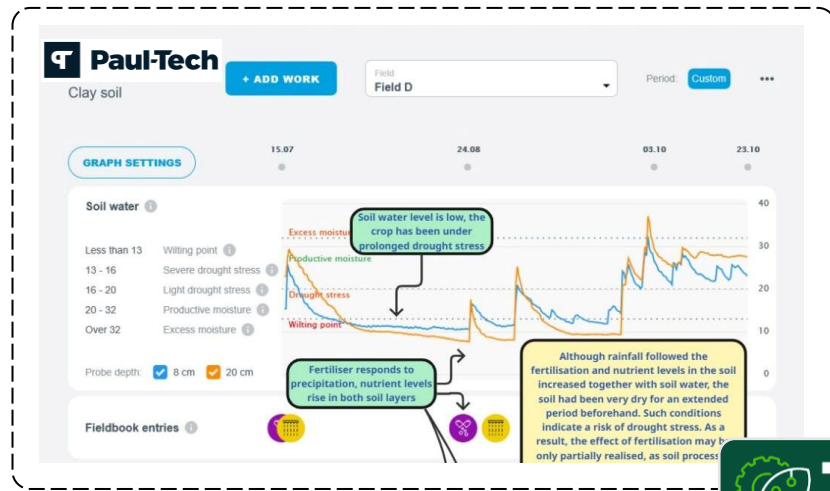 Paul-Tech
Clay soil
+ ADD WORK
Field
Field D
Period:
Custom
GRAPH SETTINGS
15.07
24.08
03.10
23.10
Soil water
Less than 13 Wilting point
13 - 16 Severe drought stress
16 - 20 Light drought stress
20 - 32 Productive moisture
Over 32 Excess moisture
Probe depth: 8 cm 20 cm
40
30
20
10
0
Productive moisture
Drought stress
Wilting point
Soil water level is low, the
crop has been under
prolonged drought stress
Fertiliser responds to
precipitation, nutrient levels
rise in both soil layers
Although rainfall followed the
fertilisation and nutrient levels in the soil
increased together with soil water, the
soil had been very dry for an extended
period beforehand. Such conditions
indicate a risk of drought stress. As a
result, the effect of fertilisation may
only partially realised, as soil
Fieldbook entries